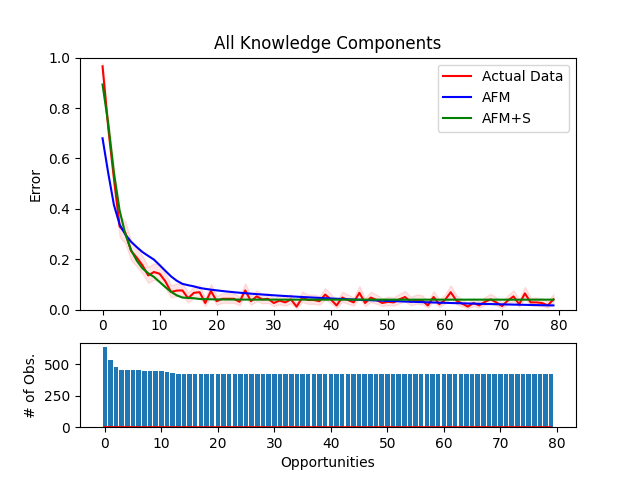 All Knowledge Components
1.0
0.8
0.6
0.4
0.2
0.0
Error
Actual Data
AFM
AFM+S
0 10 20 30 40 50 60 70 80
500
250
0
# of Obs.
0 10 20 30 40 50 60 70 80
Opportunities